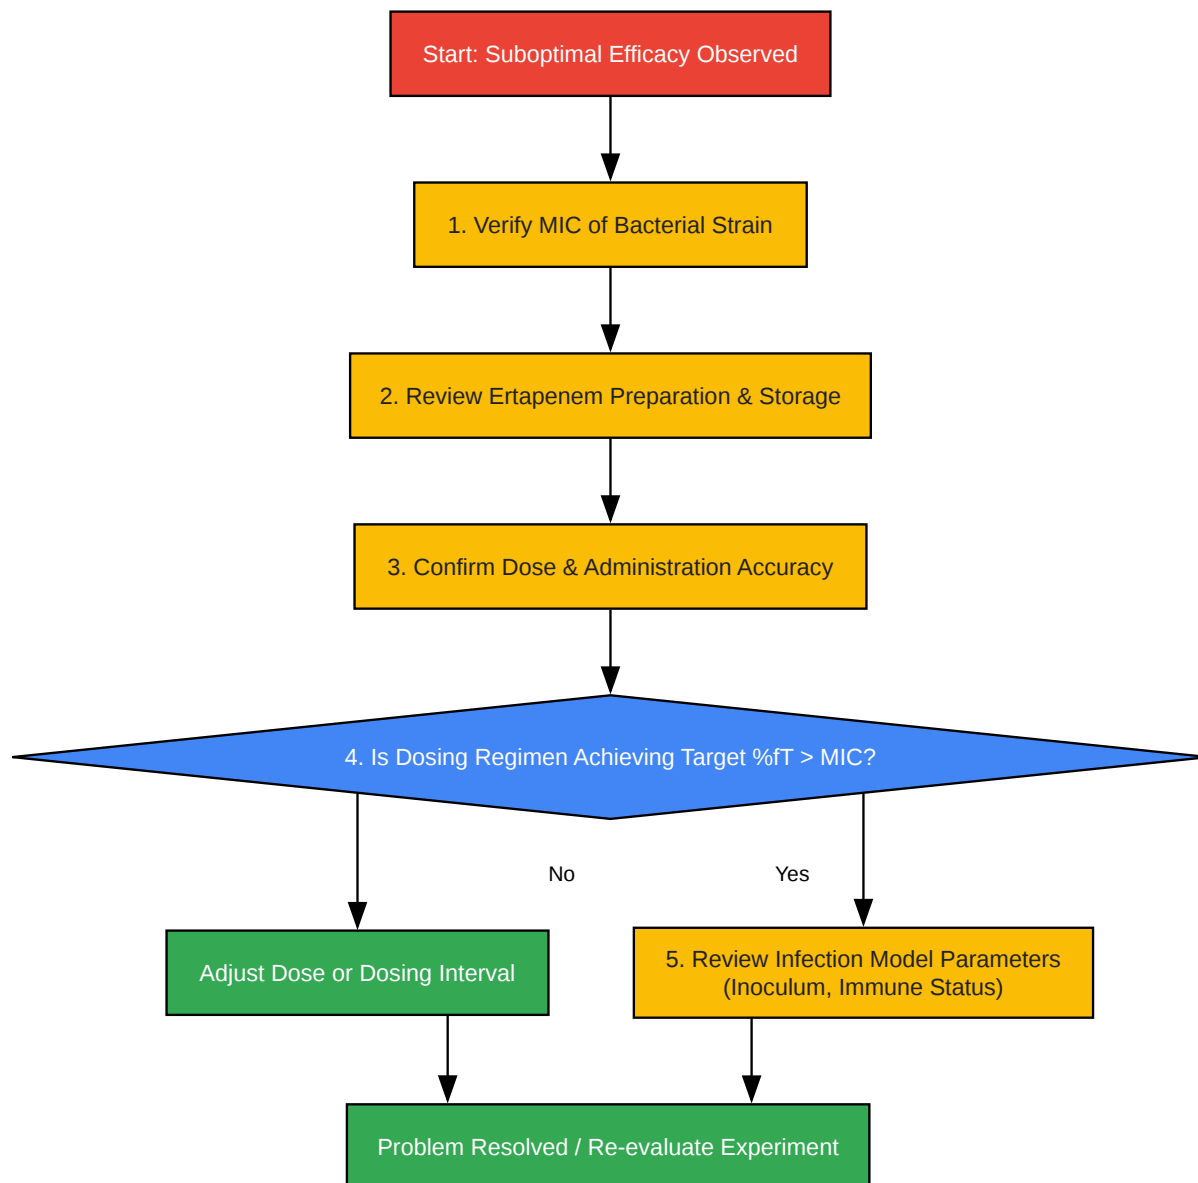 Start: Suboptimal Efficacy Observed
1. Verify MIC of Bacterial Strain
2. Review Ertapenem Preparation & Storage
3. Confirm Dose & Administration Accuracy
4. Is Dosing Regimen Achieving Target %fT > MIC?
No
Yes
Adjust Dose or Dosing Interval
5. Review Infection Model Parameters
(Inoculum, Immune Status)
Problem Resolved / Re-evaluate Experiment